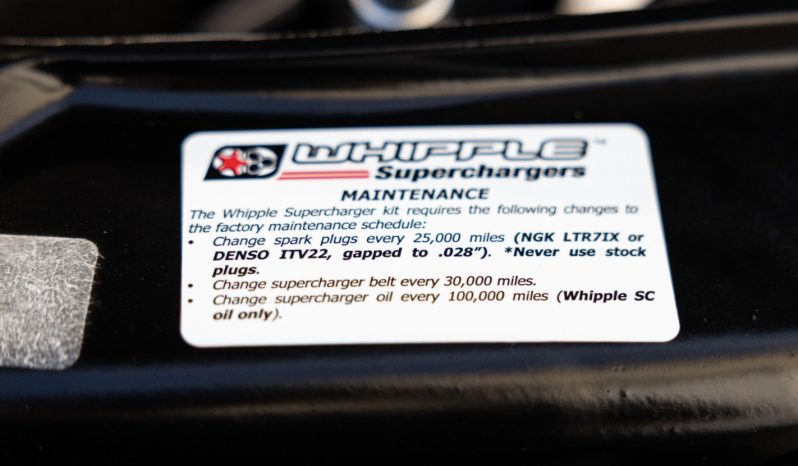 WHIPPLE™
Superchargers
MAINTENANCE
The Whipple Supercharger kit requires the following changes to
the factory maintenance schedule:
• Change spark plugs every 25,000 miles (NGK LTR7IX or
DENSO ITV22, gapped to .028"). *Never use stock
plugs.
• Change supercharger belt every 30,000 miles.
• Change supercharger oil every 100,000 miles (Whipple SC
oil only).